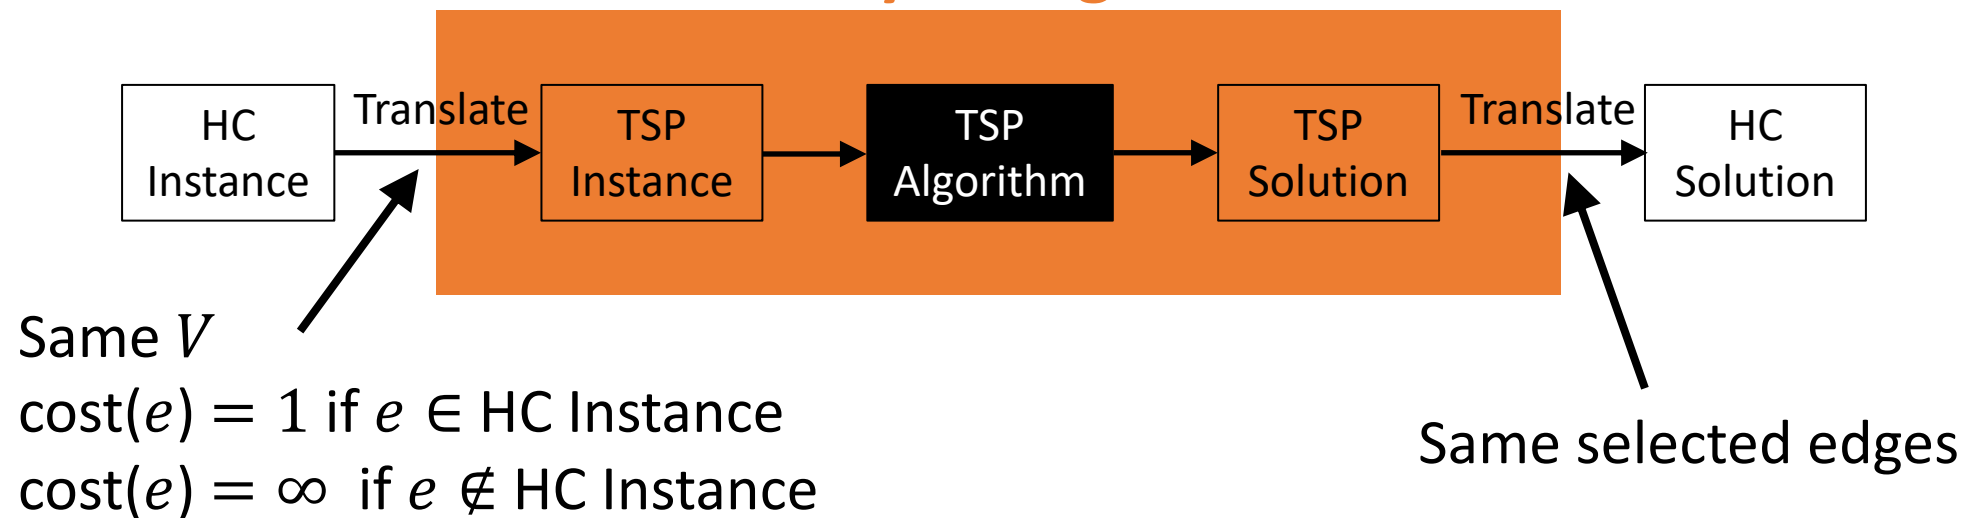 HC
Instance
Translate
TSP
Instance
TSP
Algorithm
TSP
Solution
Translate
HC
Solution
Same V
cost(e) = 1 if e ∈ HC Instance
cost(e) = ∞ if e ∉ HC Instance
Same selected edges